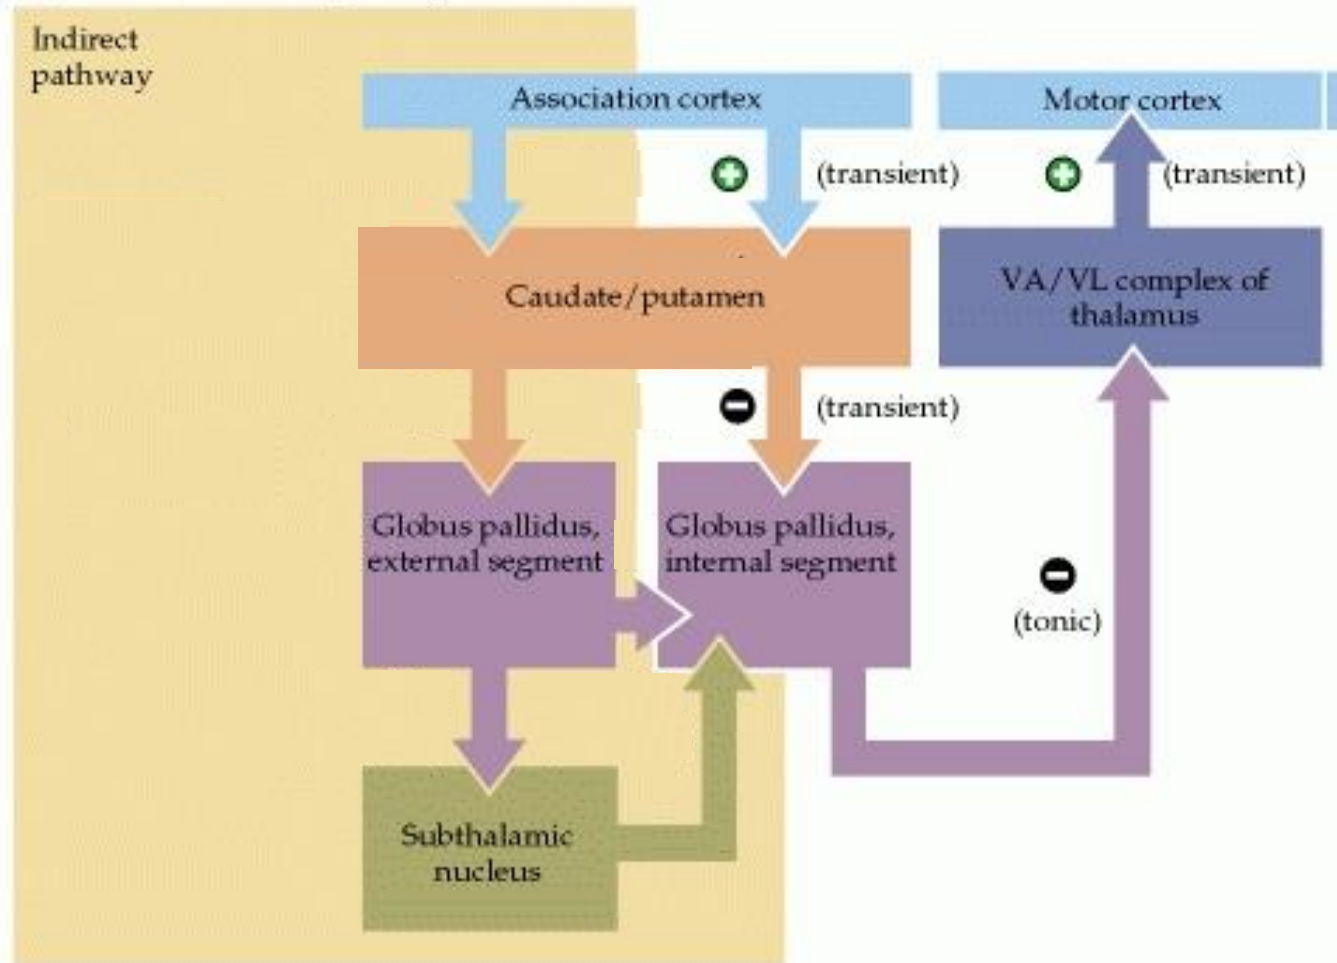 Indirect
pathway
Association cortex
Motor cortex
(transient)
(transient)
Caudate/putamen
VA/VL complex of
thalamus
(transient)
Globus pallidus,
external segment
Globus pallidus,
internal segment
(tonic)
Subthalamic
nucleus